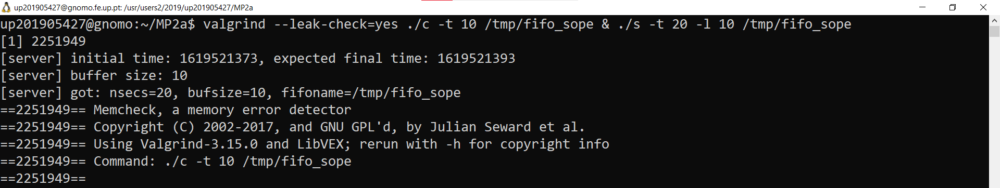 up201905427@gnomo.fe.up.pt: /usr/users2/2019/up201905427/MP2a
up201905427@gnomo:~/MP2a$ valgrind --leak-check=yes ./c -t 10 /tmp/fifo_sope & ./s -t 20 -l 10 /tmp/fifo_sope
[1] 2251949
[server] initial time: 1619521373, expected final time: 1619521393
[server] buffer size: 10
[server] got: nsecs=20, bufsize=10, fifoname=/tmp/fifo_sope
==2251949== Memcheck, a memory error detector
==2251949== Copyright (C) 2002-2017, and GNU GPL'd, by Julian Seward et al.
==2251949== Using Valgrind-3.15.0 and LibVEX; rerun with -h for copyright info
==2251949== Command: ./c -t 10 /tmp/fifo_sope
==2251949==